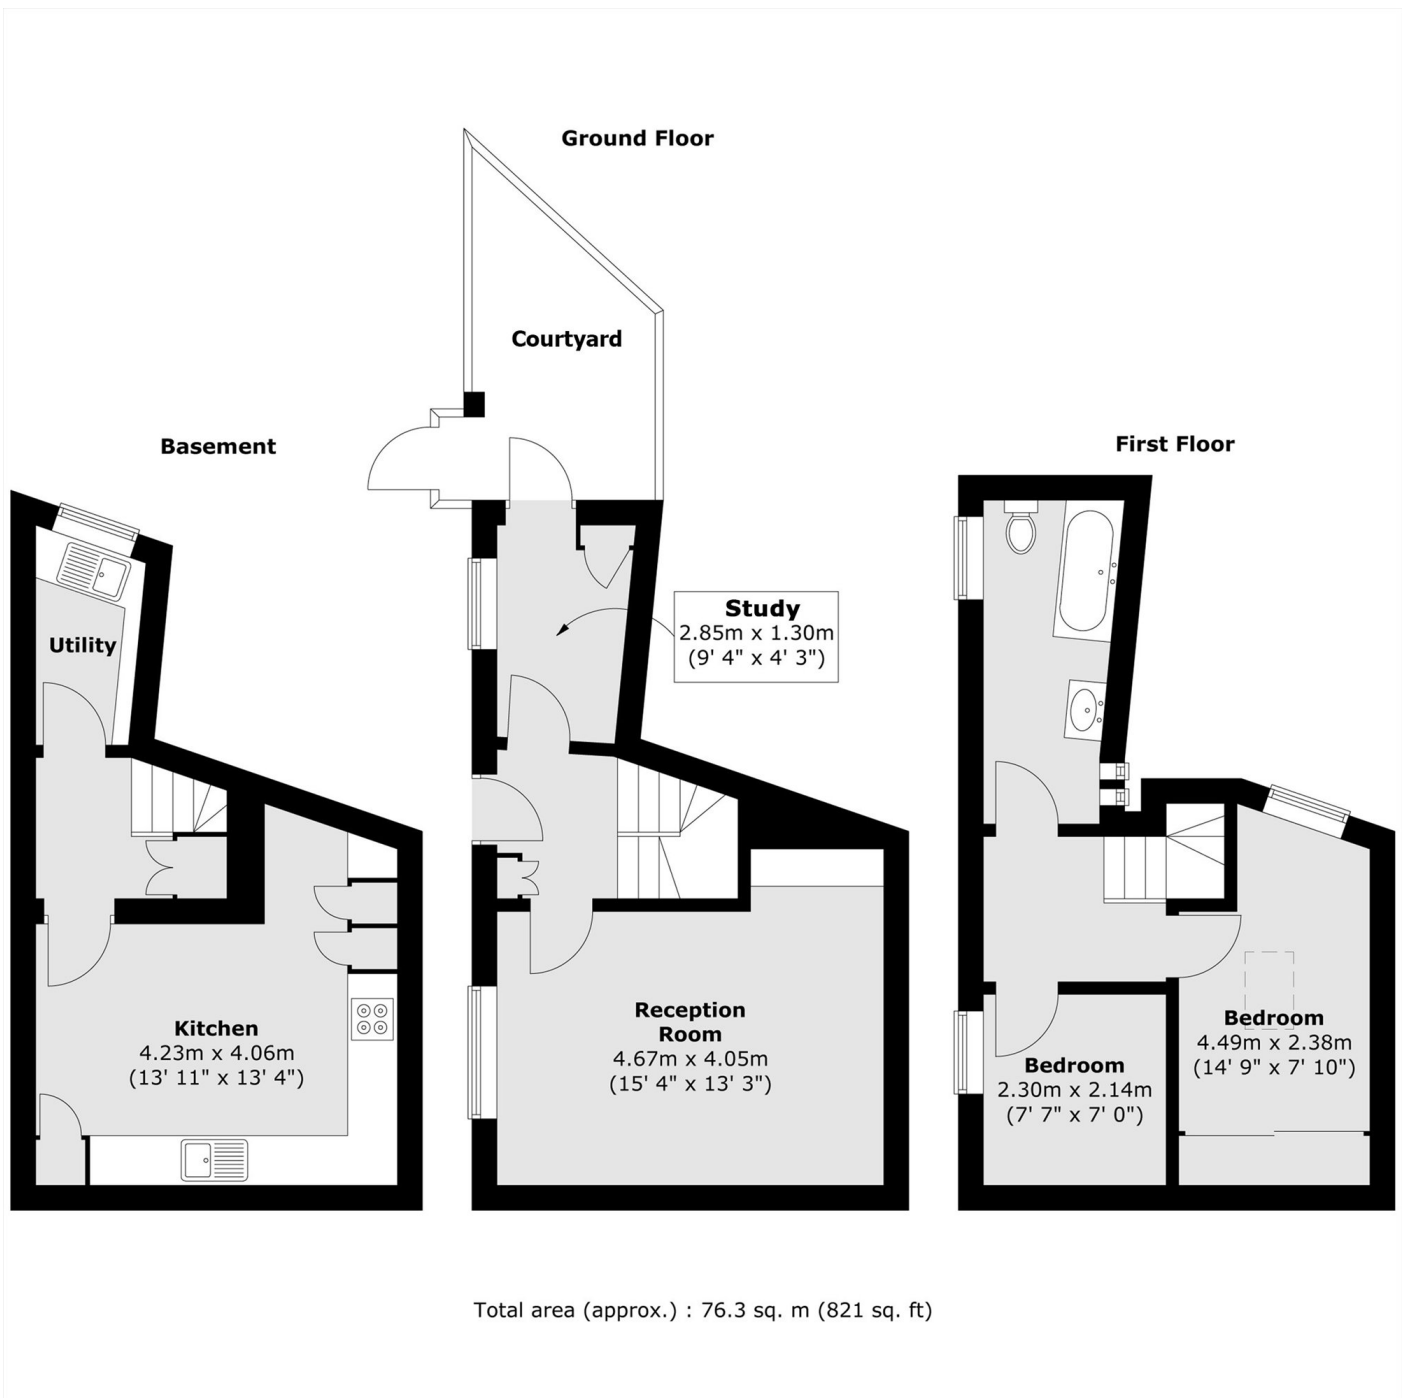 Ground Floor
Courtyard
Basement
First Floor
Study
2.85m x 1.30m
(9' 4" x 4' 3")
Utility
Kitchen
4.23m x 4.06m
(13' 11" x 13' 4")
Reception
Room
4.67m x 4.05m
(15' 4" x 13' 3")
Bedroom
2.30m x 2.14m
(7' 7" x 7' 0")
Bedroom
4.49m x 2.38m
(14' 9" x 7' 10")
Total area (approx.) : 76.3 sq. m (821 sq. ft)